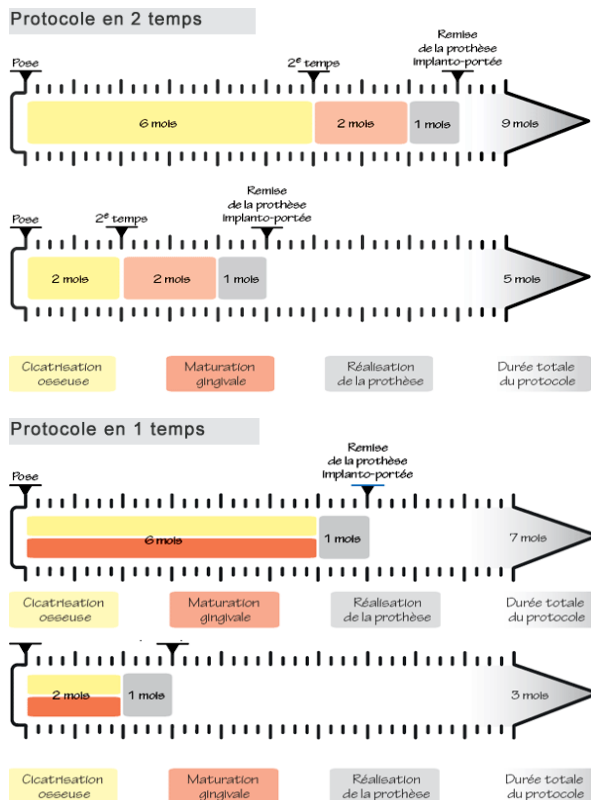 Protocole en 2 temps
Remise
de la prothèse
implanto-portée
Pose
2e temps
6 mois
2 mois
1 mois
9 mois
Remise
de la prothèse
implanto-portée
Pose
2e temps
2 mois
2 mois
1 mois
5 mois
Cicatrisation
osseuse
Maturation
gingivale
Réalisation
de la prothèse
Durée totale
du protocole
Protocole en 1 temps
Remise
de la prothèse
implanto-portée
Pose
6 mois
1 mois
7 mois
Cicatrisation
osseuse
Maturation
gingivale
Réalisation
de la prothèse
Durée totale
du protocole
2 mois
1 mois
3 mois
Cicatrisation
osseuse
Maturation
gingivale
Réalisation
de la prothèse
Durée totale
du protocole